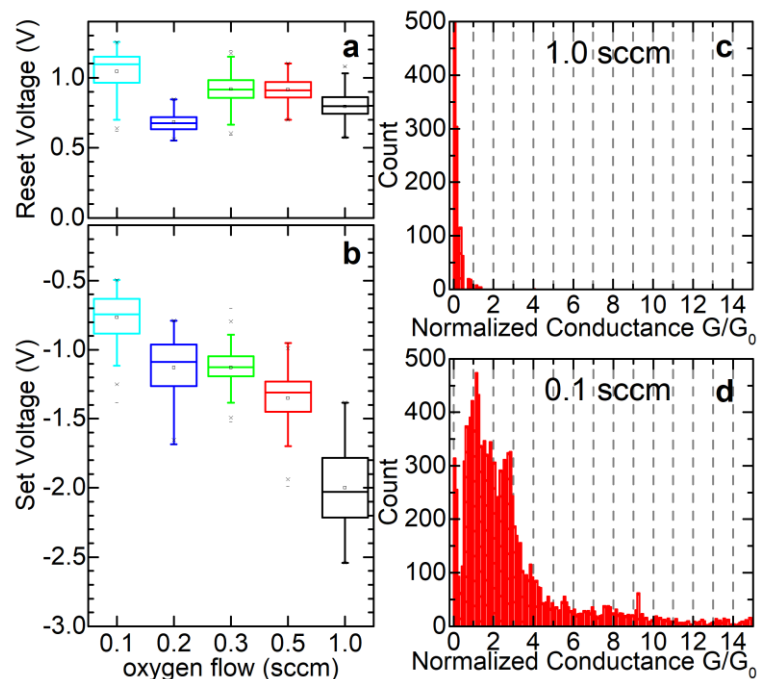 a
Reset Voltage (V)
1.0
0.5
0.0
b
Set Voltage (V)
-0.5
-1.0
-1.5
-2.0
-2.5
-3.0
0.1 0.2 0.3 0.5 1.0
oxygen flow (sccm)
c
1.0 sccm
Count
500
400
300
200
100
0
0 2 4 6 8 10 12 14
Normalized Conductance G/G0
d
0.1 sccm
Count
500
400
300
200
100
0
0 2 4 6 8 10 12 14
Normalized Conductance G/G0